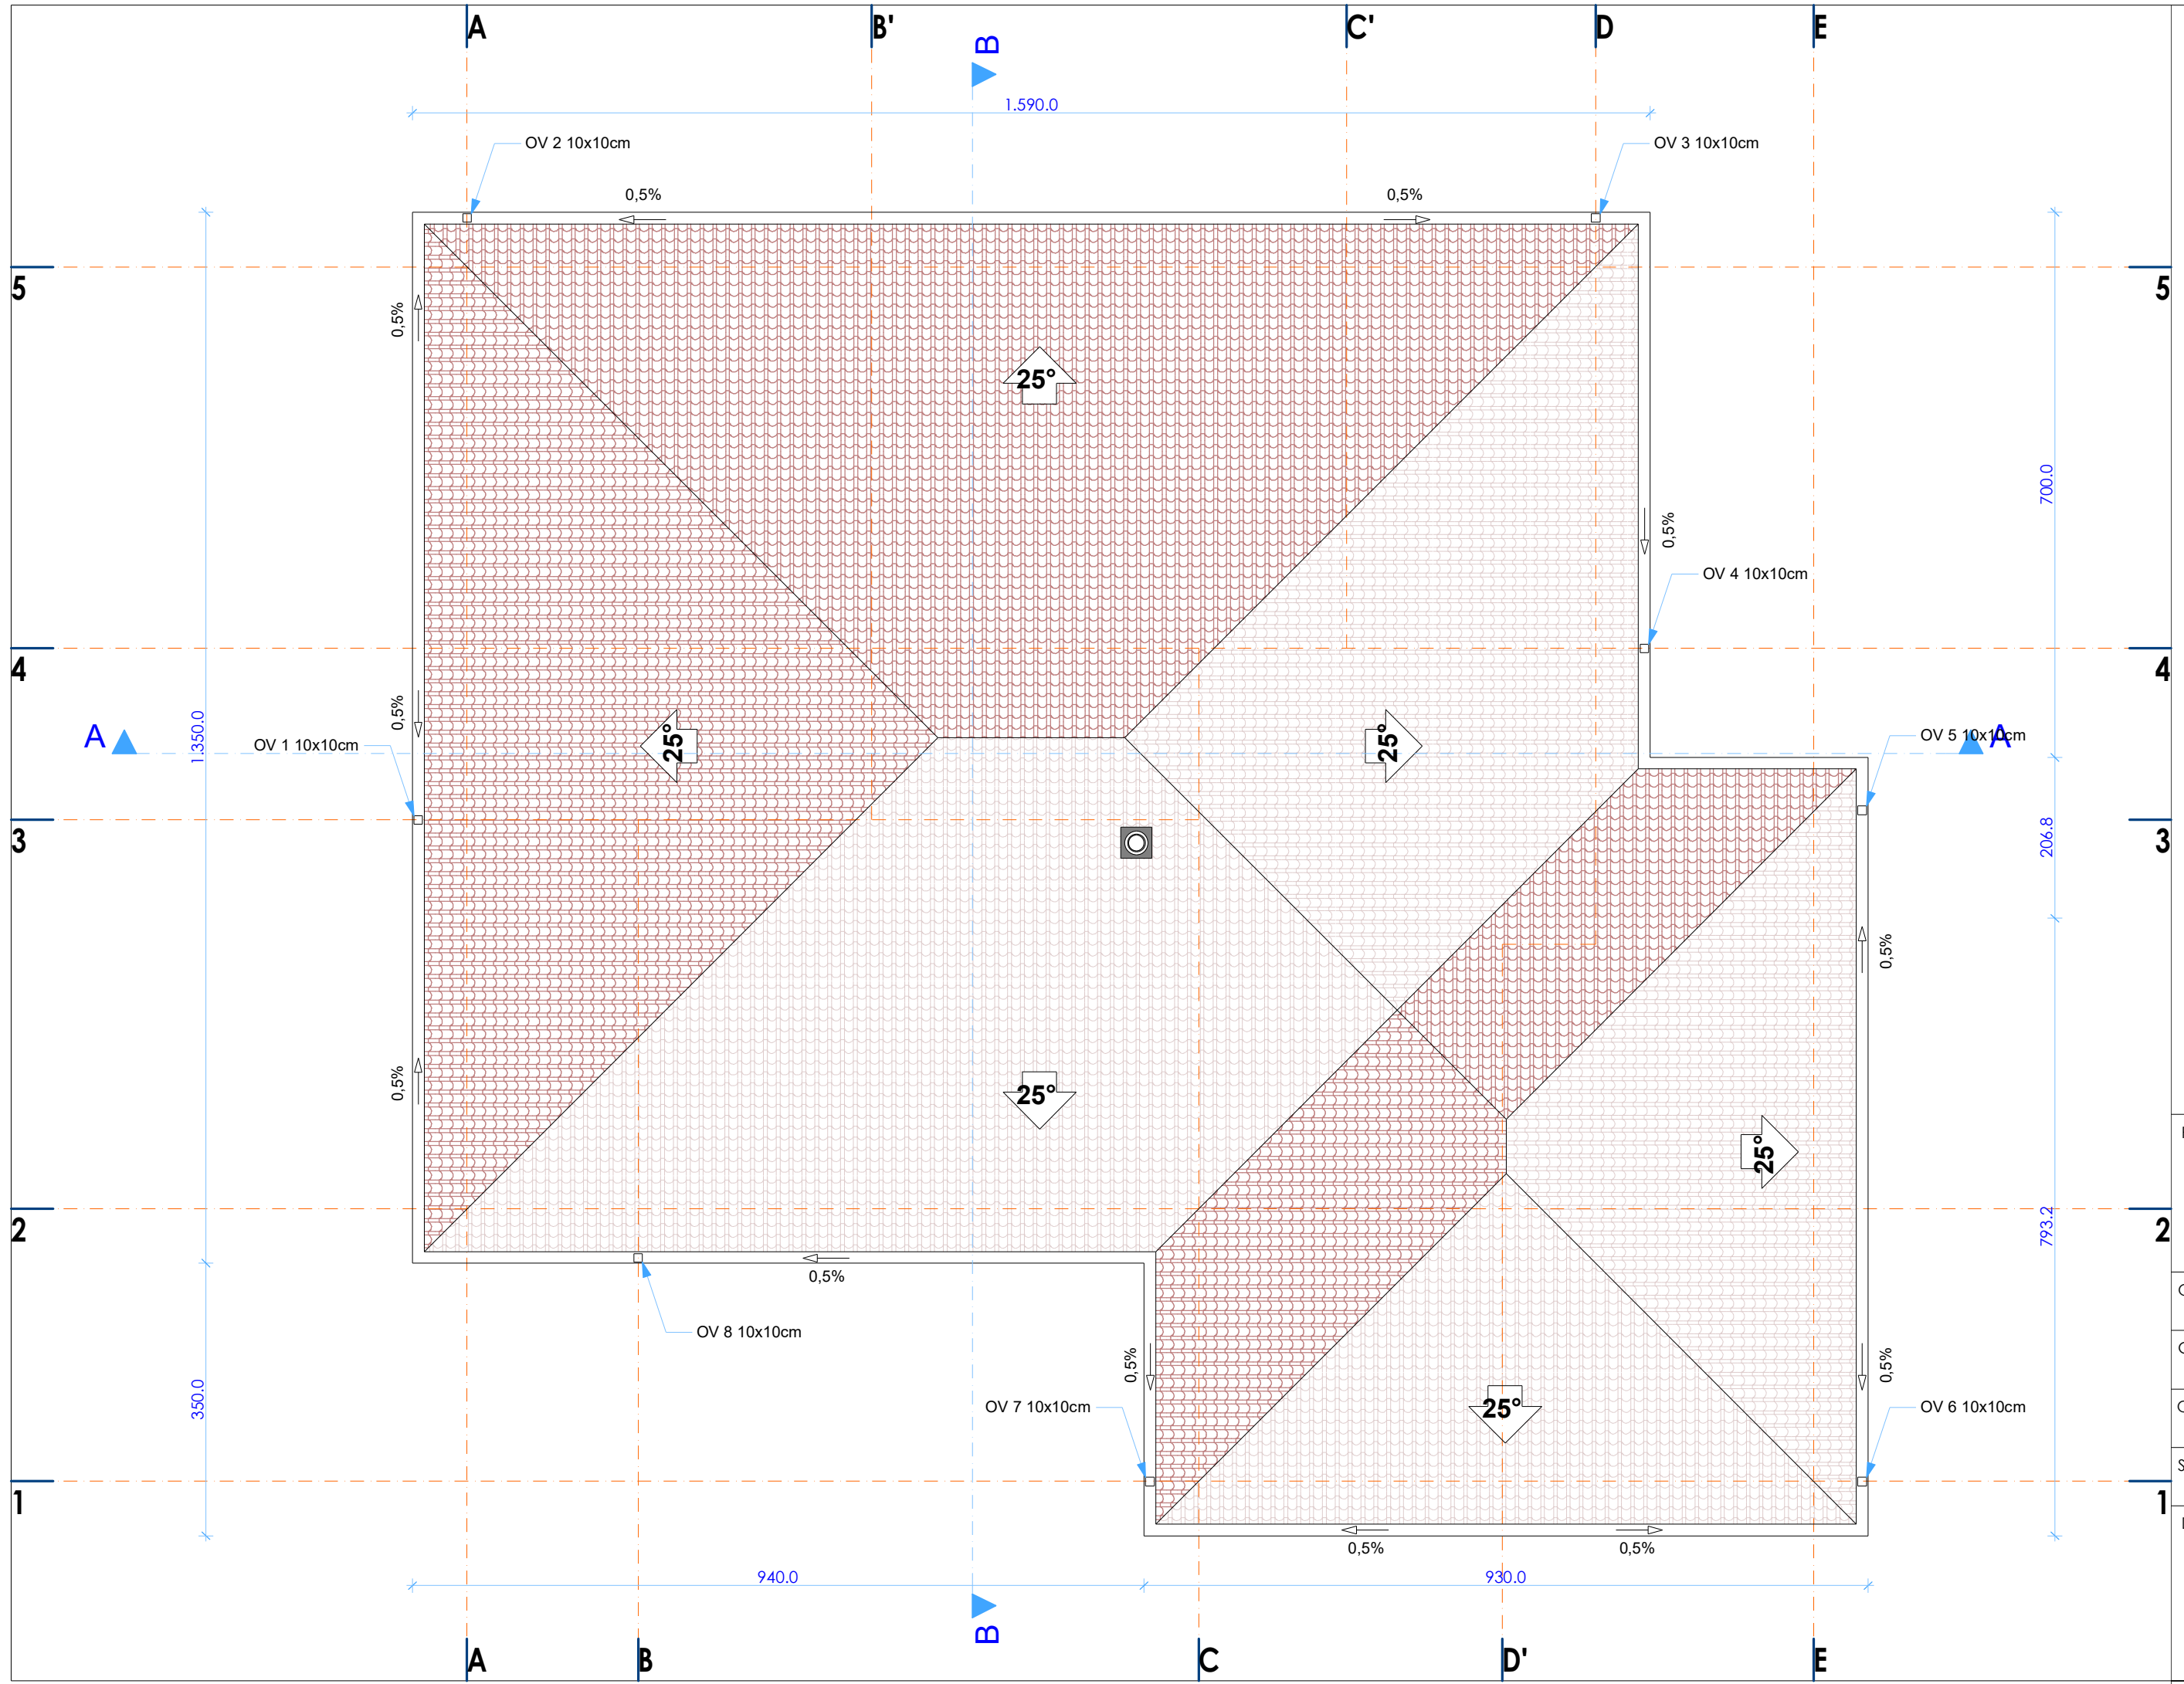 A B' C' D E
B
1.590.0
OV 2 10x10cm
OV 3 10x10cm
0,5% 0,5%
5 5
0,5%
25°
700.0
0,5%
OV 4 10x10cm
4 4
0,5%
1.350.0
A
OV 1 10x10cm
25°
25°
OV 5 10x10cm
A
3 3
206.8
0,5%
0,5%
25°
25°
2 2
793.2
0,5%
OV 8 10x10cm
0,5%
0,5%
350.0
OV 7 10x10cm
25°
OV 6 10x10cm
1 1
0,5% 0,5%
940.0 930.0
B
A B C D' E